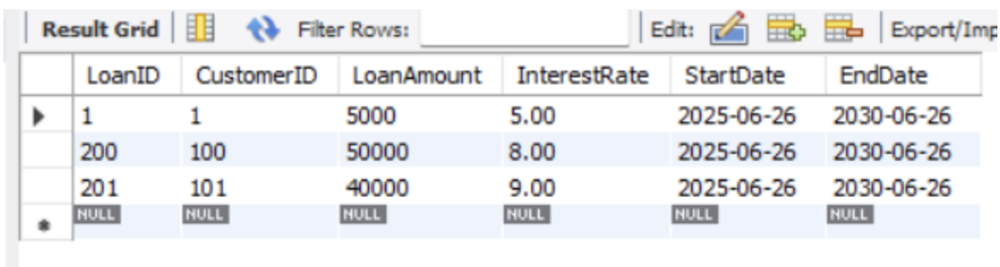 Result Grid Filter Rows: Edit: Export/Imp
LoanID CustomerID LoanAmount InterestRate StartDate EndDate
1 1 5000 5.00 2025-06-26 2030-06-26
200 100 50000 8.00 2025-06-26 2030-06-26
201 101 40000 9.00 2025-06-26 2030-06-26
NULL NULL NULL NULL NULL NULL